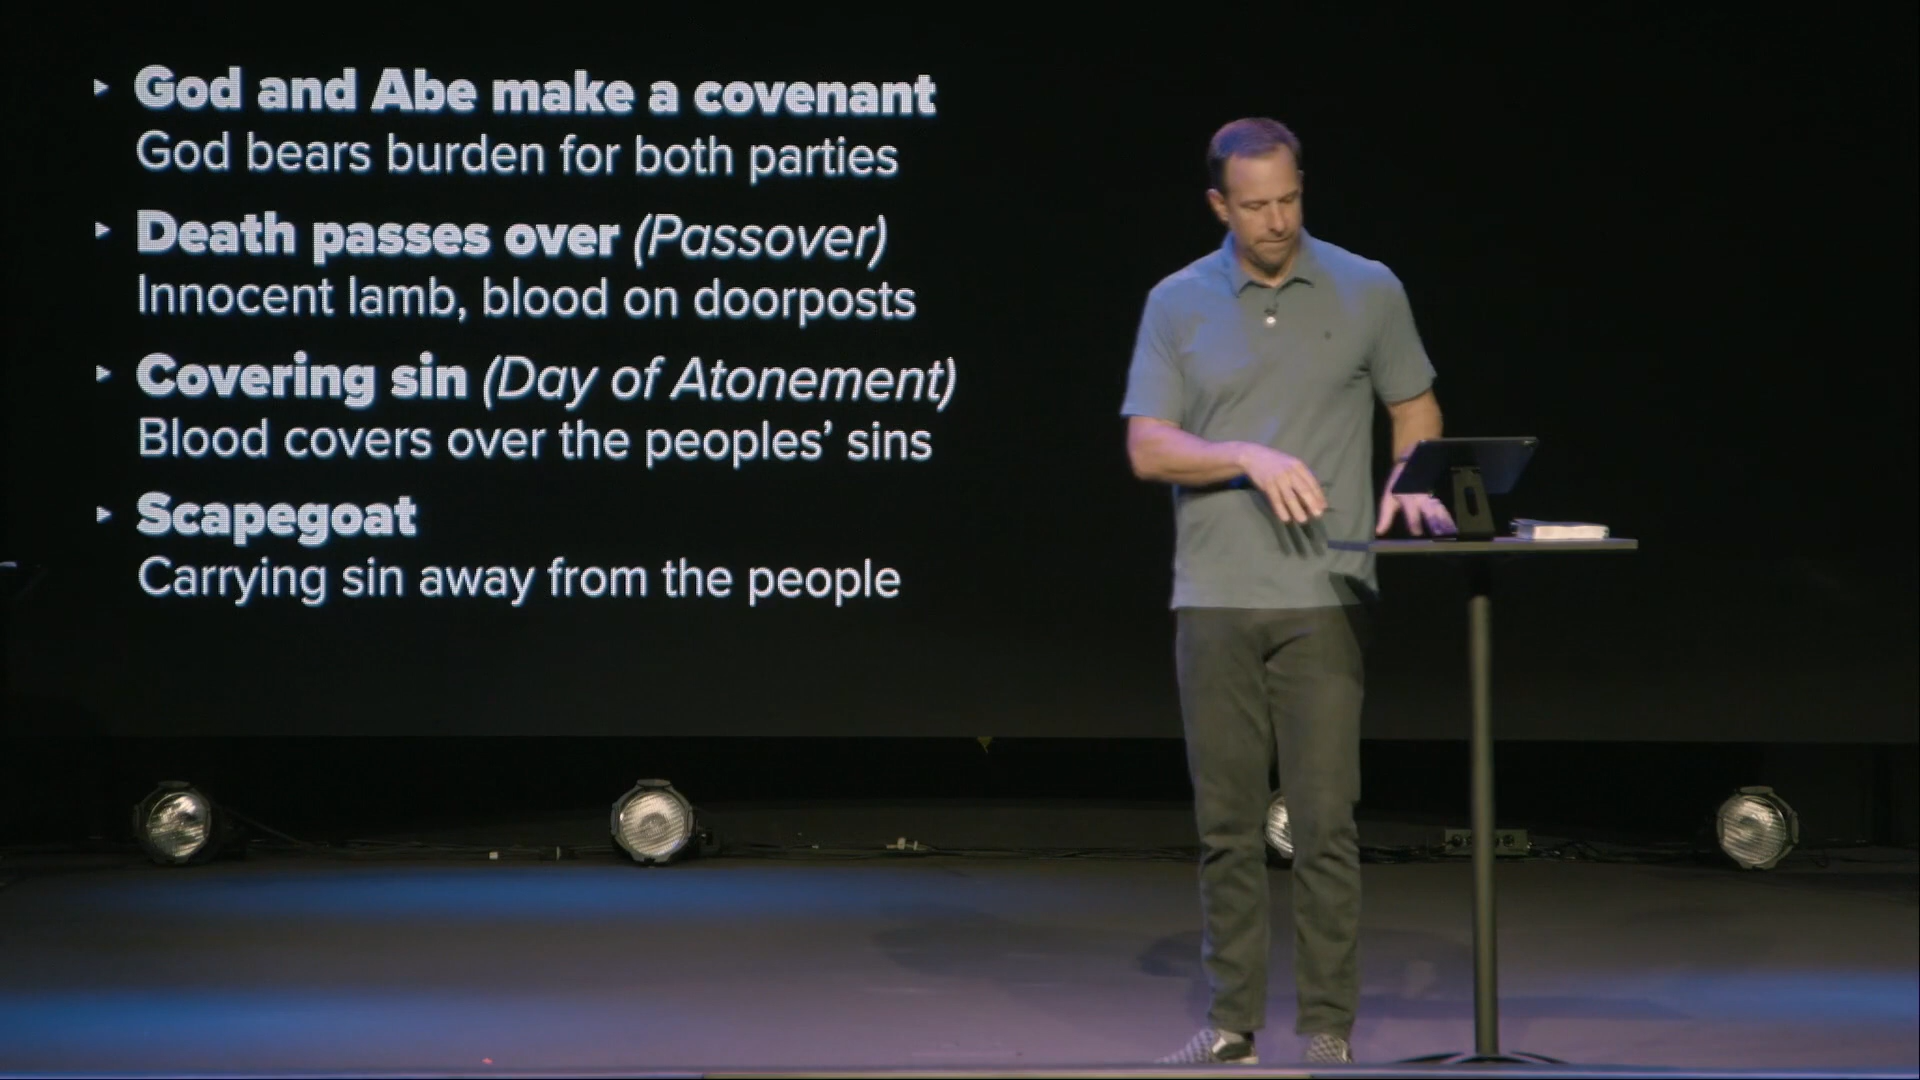 God and Abe make a covenant
God bears burden for both parties
Death passes over (Passover)
Innocent lamb, blood on doorposts
Covering sin (Day of Atonement)
Blood covers over the peoples’ sins
Scapegoat
Carrying sin away from the people